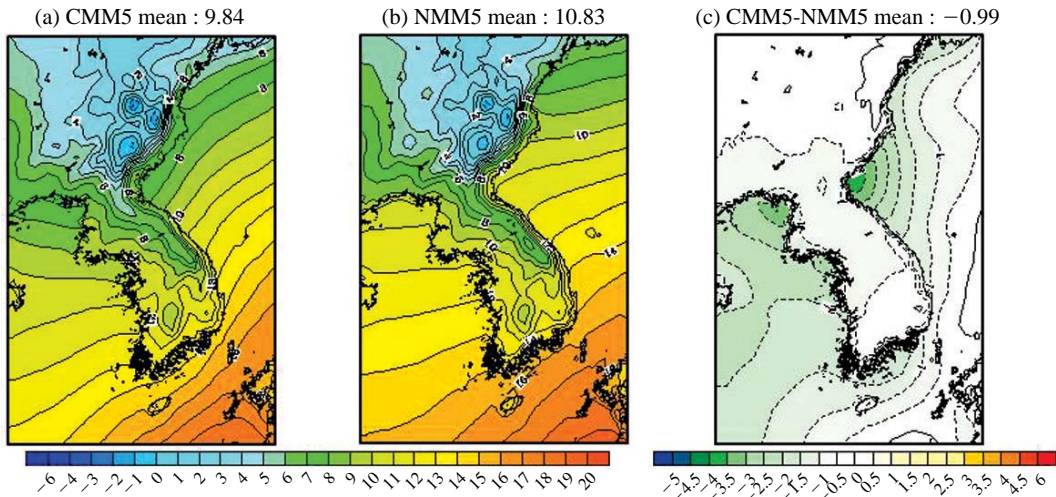 (a) CMM5 mean : 9.84
(b) NMM5 mean : 10.83
(c) CMM5-NMM5 mean : −0.99
−6 −4 −3 −2 −1 0 1 2 3 4 5 6 7 8 9 10 11 12 13 14 15 16 17 18 19 20
−5 −4.5 −4 −3.5 −3 −2.5 −2 −1.5 −1 −0.5 0 0.5 1 1.5 2 2.5 3 3.5 4 4.5 6